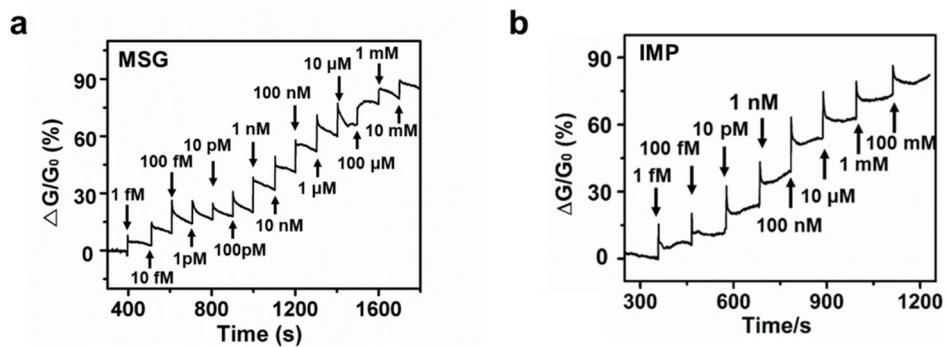 a
MSG
ΔG/G₀ (%)
90
60
30
0
1 fM
10 fM
100 fM
1pM
10 pM
100pM
1 nM
10 nM
100 nM
1 µM
10 µM
100 µM
1 mM
10 mM
400 800 1200 1600
Time (s)
b
IMP
ΔG/G₀ (%)
90
60
30
0
1 fM
100 fM
10 pM
1 nM
100 nM
10 µM
1 mM
100 mM
300 600 900 1200
Time/s